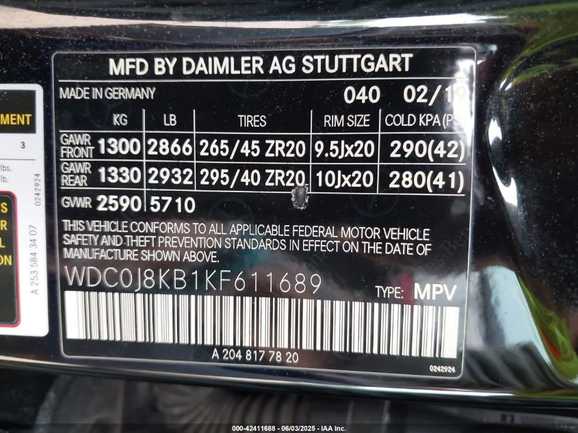 MFD BY DAIMLER AG STUTTGART
MADE IN GERMANY 040 02/1
KG LB TIRES RIM SIZE COLD KPA (P
GAWR FRONT 1300 2866 265/45 ZR20 9.5Jx20 290(42)
GAWR REAR 1330 2932 295/40 ZR20 10Jx20 280(41)
GVWR 2590 5710
THIS VEHICLE CONFORMS TO ALL APPLICABLE FEDERAL MOTOR VEHICLE
SAFETY AND THEFT PREVENTION STANDARDS IN EFFECT ON THE DATE OF
MANUFACTURE SHOWN ABOVE.
WDC0J8KB1KF611689
TYPE: MPV
A 204 817 78 20
0242924
EMENT
3
0242924
A 253 584 34 07
000-42411688 - 06/03/2025 - IAA Inc.